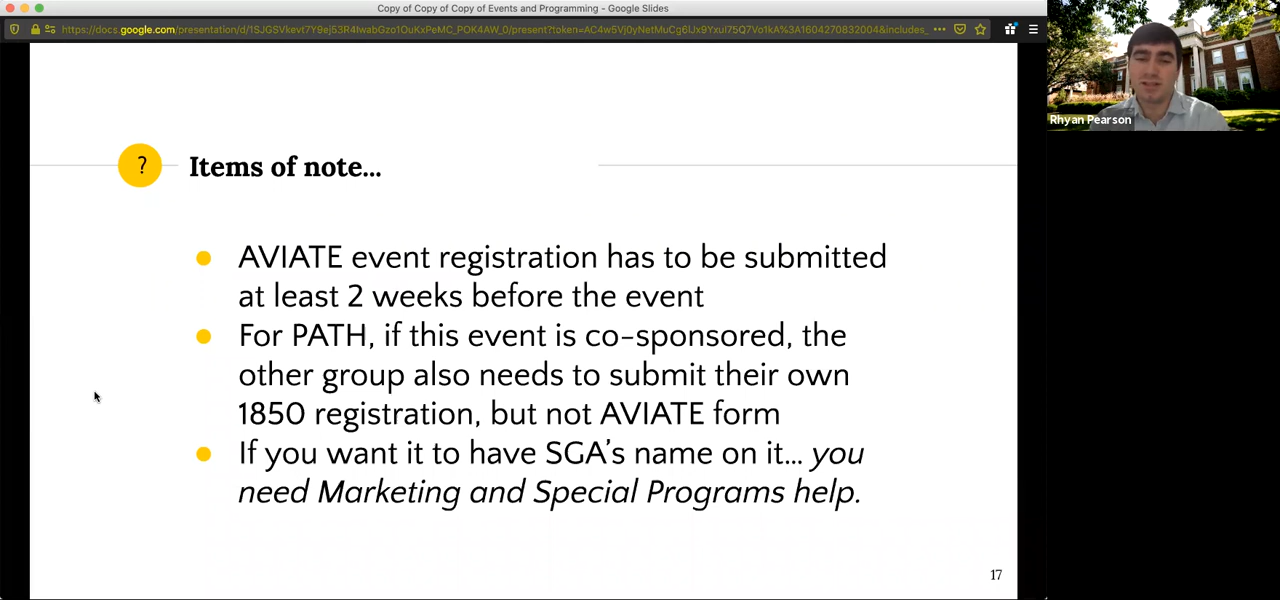 Copy of Copy of Copy of Events and Programming - Google Slides
Rhyan Pearson
?
Items of note...
AVIATE event registration has to be submitted
at least 2 weeks before the event
For PATH, if this event is co-sponsored, the
other group also needs to submit their own
1850 registration, but not AVIATE form
If you want it to have SGA's name on it... you
need Marketing and Special Programs help.
17